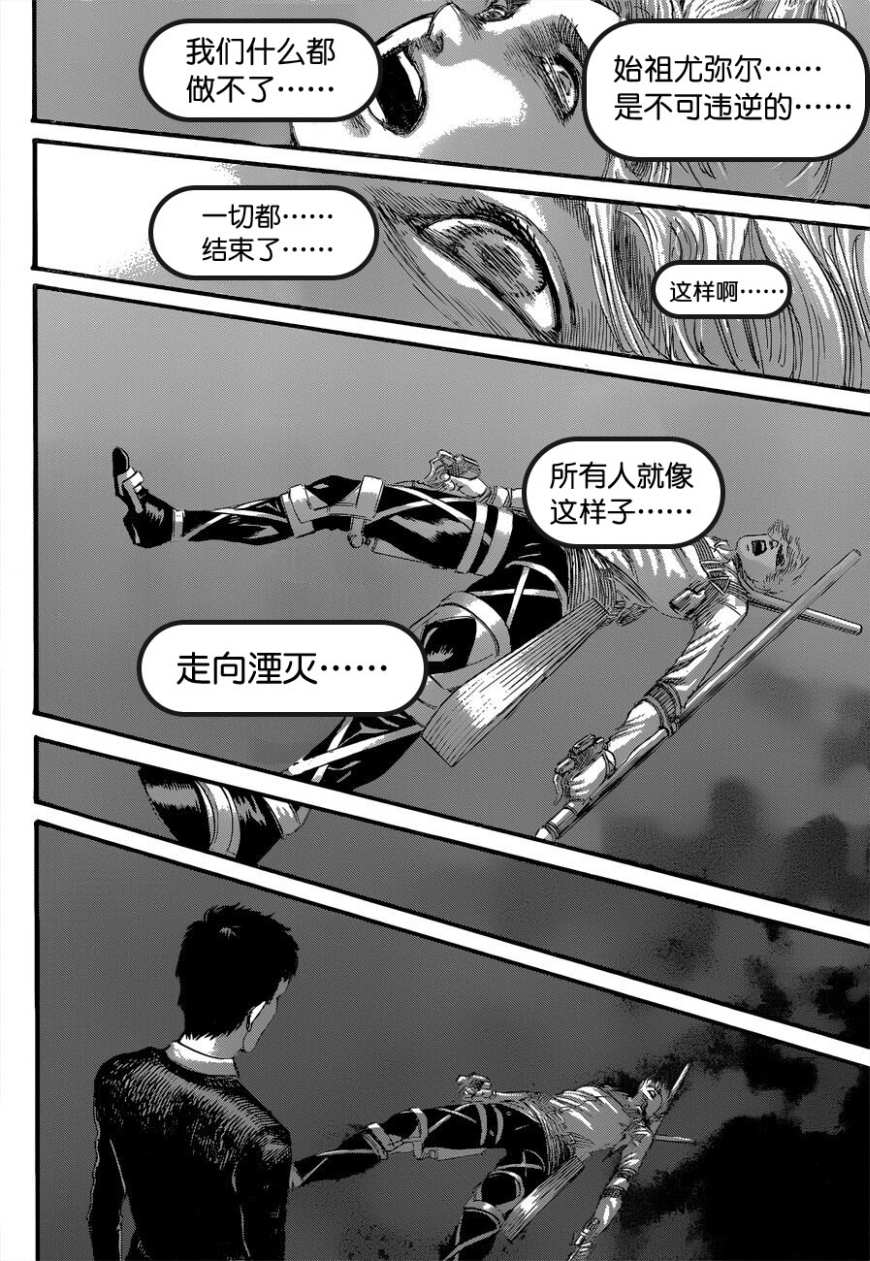 始祖尤弥尔……
是不可违逆的……
我们什么都
做不了……
这样啊……
一切都……
结束了……
所有人就像
这样子……
走向湮灭……